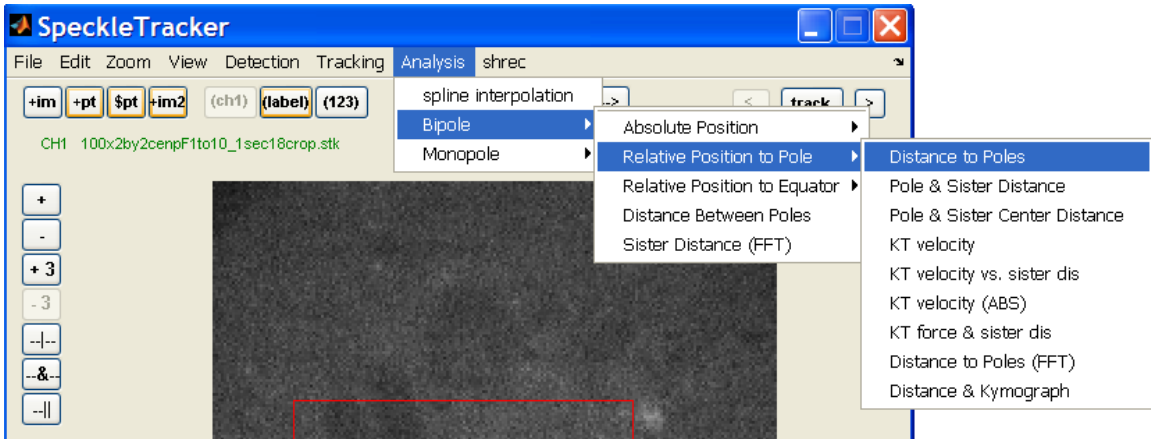 SpeckleTracker
File Edit Zoom View Detection Tracking Analysis shrec
+im +pt $pt +im2 (ch1) (label) (123) --> < track >
CH1 100x2by2cenpF1to10_1sec18crop.stk
spline interpolation
Bipole
Monopole
Absolute Position
Relative Position to Pole
Relative Position to Equator
Distance Between Poles
Sister Distance (FFT)
Distance to Poles
Pole & Sister Distance
Pole & Sister Center Distance
KT velocity
KT velocity vs. sister dis
KT velocity (ABS)
KT force & sister dis
Distance to Poles (FFT)
Distance & Kymograph
+
-
+ 3
- 3
--|--
--&--
--||